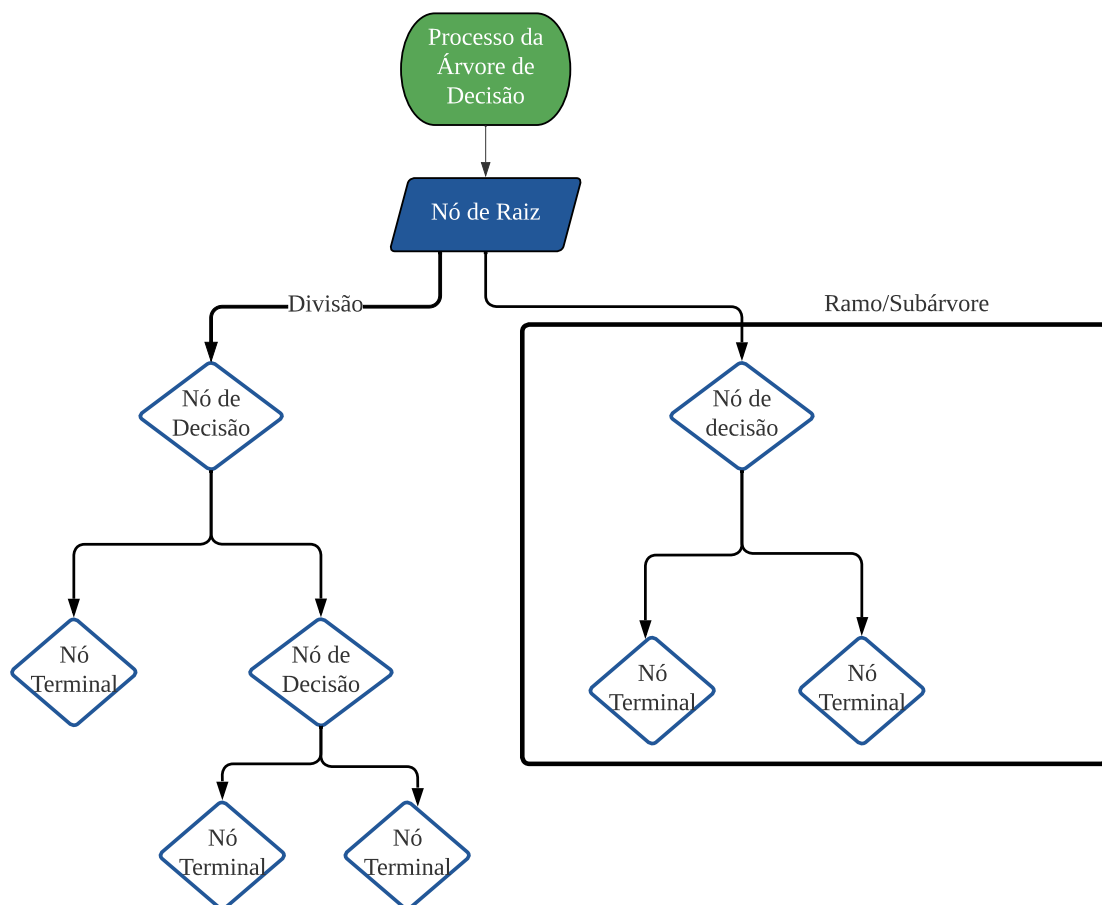 Processo da
Árvore de
Decisão
Nó de Raiz
Divisão
Ramo/Subárvore
Nó de
Decisão
Nó de
decisão
Nó
Terminal
Nó de
Decisão
Nó
Terminal
Nó
Terminal
Nó
Terminal
Nó
Terminal